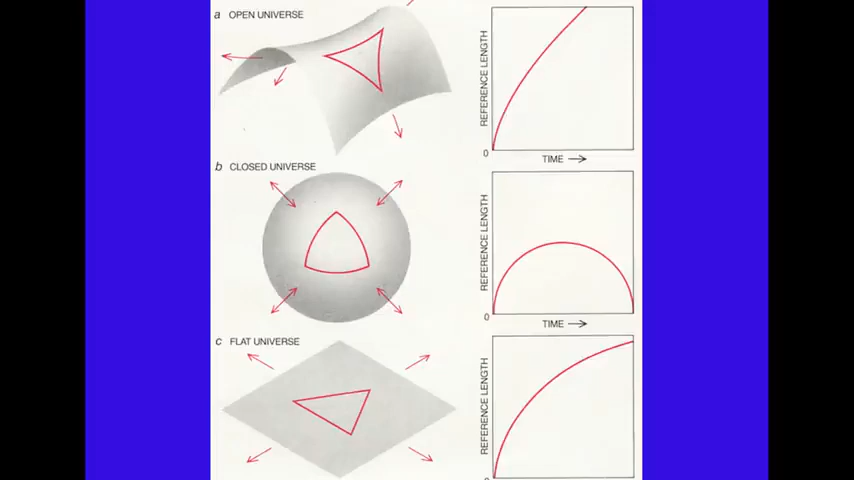 a OPEN UNIVERSE
REFERENCE LENGTH
0
TIME
b CLOSED UNIVERSE
REFERENCE LENGTH
0
TIME
c FLAT UNIVERSE
REFERENCE LENGTH
0